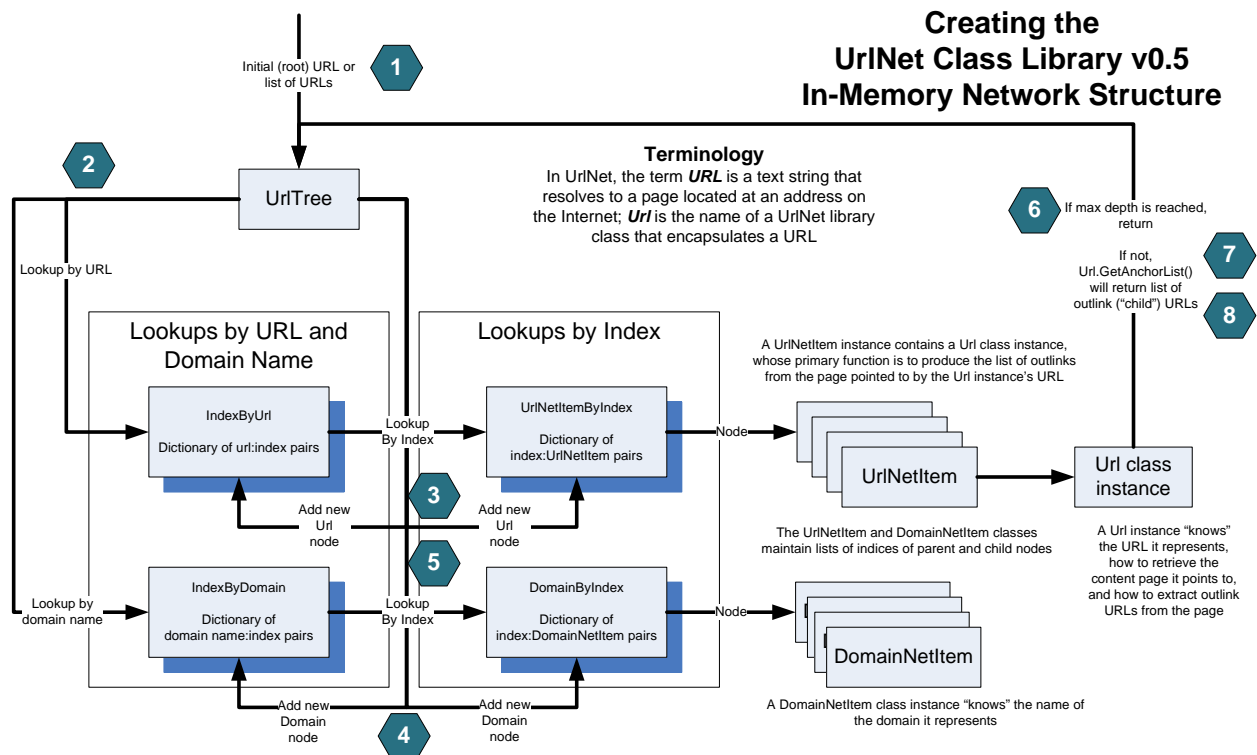 Creating the
UrlNet Class Library v0.5
In-Memory Network Structure
Initial (root) URL or
list of URLs
1
2
UrlTree
Terminology
In UrlNet, the term URL is a text string that
resolves to a page located at an address on
the Internet; Url is the name of a UrlNet library
class that encapsulates a URL
6
If max depth is reached,
return
7
If not,
Url.GetAnchorList()
will return list of
outlink (“child”) URLs
8
Lookup by URL
Lookups by URL and
Domain Name
Lookups by Index
A UrlNetItem instance contains a Url class instance,
whose primary function is to produce the list of outlinks
from the page pointed to by the Url instance’s URL
IndexByUrl
Dictionary of url:index pairs
Lookup
By Index
UrlNetItemByIndex
Dictionary of
index:UrlNetItem pairs
Node
UrlNetItem
Url class
instance
3
Add new
Url
node
Add new
Url
node
The UrlNetItem and DomainNetItem classes
maintain lists of indices of parent and child nodes
A Url instance “knows”
the URL it represents,
how to retrieve the
content page it points to,
and how to extract outlink
URLs from the page
5
Lookup by
domain name
IndexByDomain
Dictionary of
domain name:index pairs
Lookup
By Index
DomainByIndex
Dictionary of
index:DomainNetItem pairs
Node
DomainNetItem
Add new
Domain
node
4
Add new
Domain
node
A DomainNetItem class instance “knows” the name of
the domain it represents